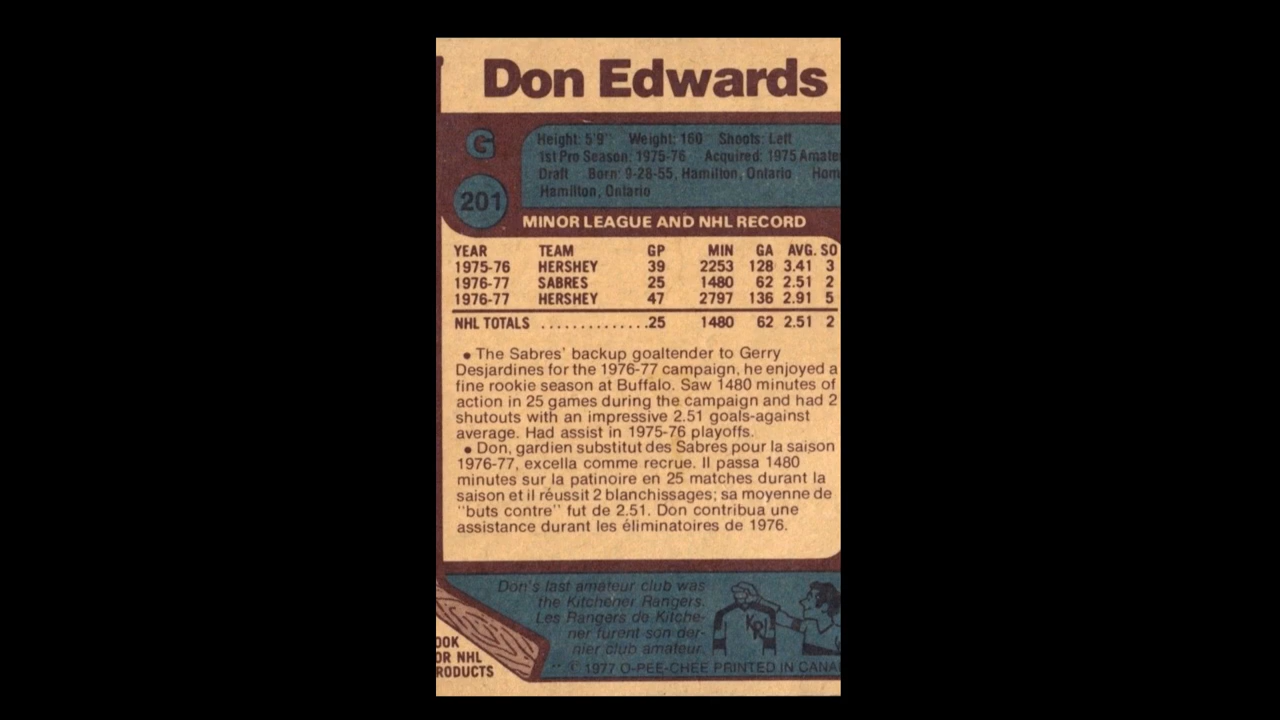 Don Edwards
G
Height: 5'9" Weight: 160 Shoots: Left
1st Pro Season: 1975-76 Acquired: 1975 Amate
Draft Born: 9-28-55, Hamilton, Ontario Hom
Hamilton, Ontario
201
MINOR LEAGUE AND NHL RECORD
YEAR TEAM GP MIN GA AVG. SO
1975-76 HERSHEY 39 2253 128 3.41 3
1976-77 SABRES 25 1480 62 2.51 2
1976-77 HERSHEY 47 2797 136 2.91 5
NHL TOTALS ..............25 1480 62 2.51 2
• The Sabres' backup goaltender to Gerry
Desjardines for the 1976-77 campaign, he enjoyed a
fine rookie season at Buffalo. Saw 1480 minutes of
action in 25 games during the campaign and had 2
shutouts with an impressive 2.51 goals-against
average. Had assist in 1975-76 playoffs.
• Don, gardien substitut des Sabres pour la saison
1976-77, excella comme recrue. Il passa 1480
minutes sur la patinoire en 25 matches durant la
saison et il réussit 2 blanchissages; sa moyenne de
"buts contre" fut de 2.51. Don contribua une
assistance durant les éliminatoires de 1976.
Don's last amateur club was
the Kitchener Rangers.
Les Rangers de Kitche-
ner furent son der-
nier club amateur.
KR
OOK
OR NHL
RODUCTS
© 1977 O-PEE-CHEE PRINTED IN CANA